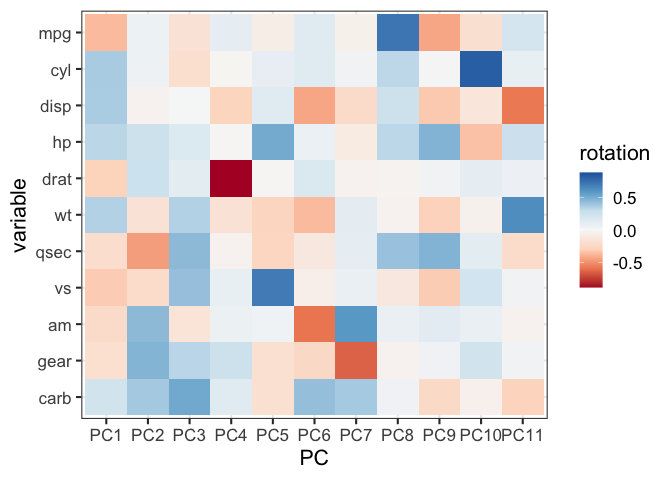 mpg
cyl
disp
hp
drat
wt
qsec
vs
am
gear
carb
variable
PC1 PC2 PC3 PC4 PC5 PC6 PC7 PC8 PC9 PC10 PC11
PC
rotation
0.5
0.0
-0.5